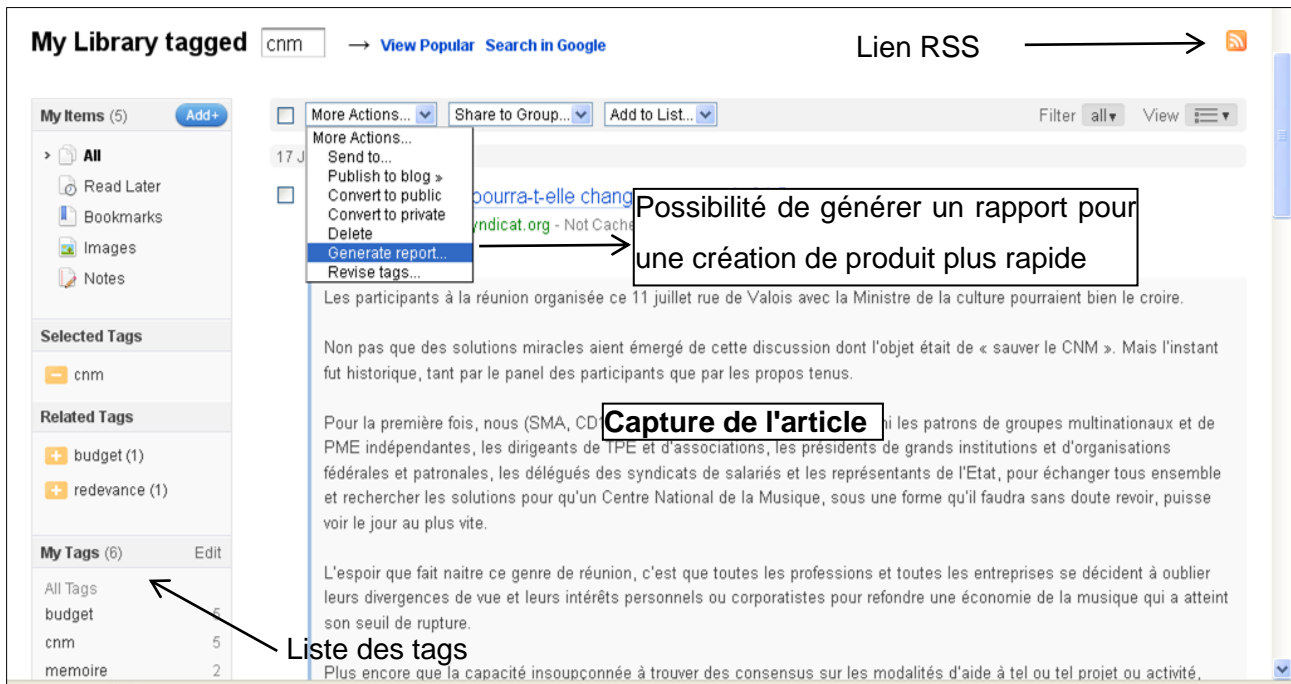 My Library tagged cnm → View Popular Search in Google
Lien RSS
My Items (5) Add+
All
Read Later
Bookmarks
Images
Notes
Selected Tags
cnm
Related Tags
budget (1)
redevance (1)
My Tags (6) Edit
All Tags
budget 5
cnm 5
memoire 2
Liste des tags
More Actions... Share to Group... Add to List... Filter all View
More Actions...
Send to...
Publish to blog »
Convert to public
Convert to private
Delete
Generate report...
Revise tags...
17
pourra-t-elle
- Not
Possibilité de générer un rapport pour
une création de produit plus rapide
Les participants à la réunion organisée ce 11 juillet rue de Valois avec la Ministre de la culture pourraient bien le croire.
Non pas que des solutions miracles aient émergé de cette discussion dont l'objet était de « sauver le CNM ». Mais l'instant
fut historique, tant par le panel des participants que par les propos tenus.
Capture de l'article
Pour la première fois, nous (SMA, les patrons de groupes multinationaux et de
PME indépendantes, les dirigeants de TPE et d'associations, les présidents de grands institutions et d'organisations
fédérales et patronales, les délégués des syndicats de salariés et les représentants de l'Etat, pour échanger tous ensemble
et rechercher les solutions pour qu'un Centre National de la Musique, sous une forme qu'il faudra sans doute revoir, puisse
voir le jour au plus vite.
L'espoir que fait naitre ce genre de réunion, c'est que toutes les professions et toutes les entreprises se décident à oublier
leurs divergences de vue et leurs intérêts personnels ou corporatistes pour refondre une économie de la musique qui a atteint
son seuil de rupture.
Plus encore que la capacité insoupçonnée à trouver des consensus sur les modalités d'aide à tel ou tel projet ou activité,